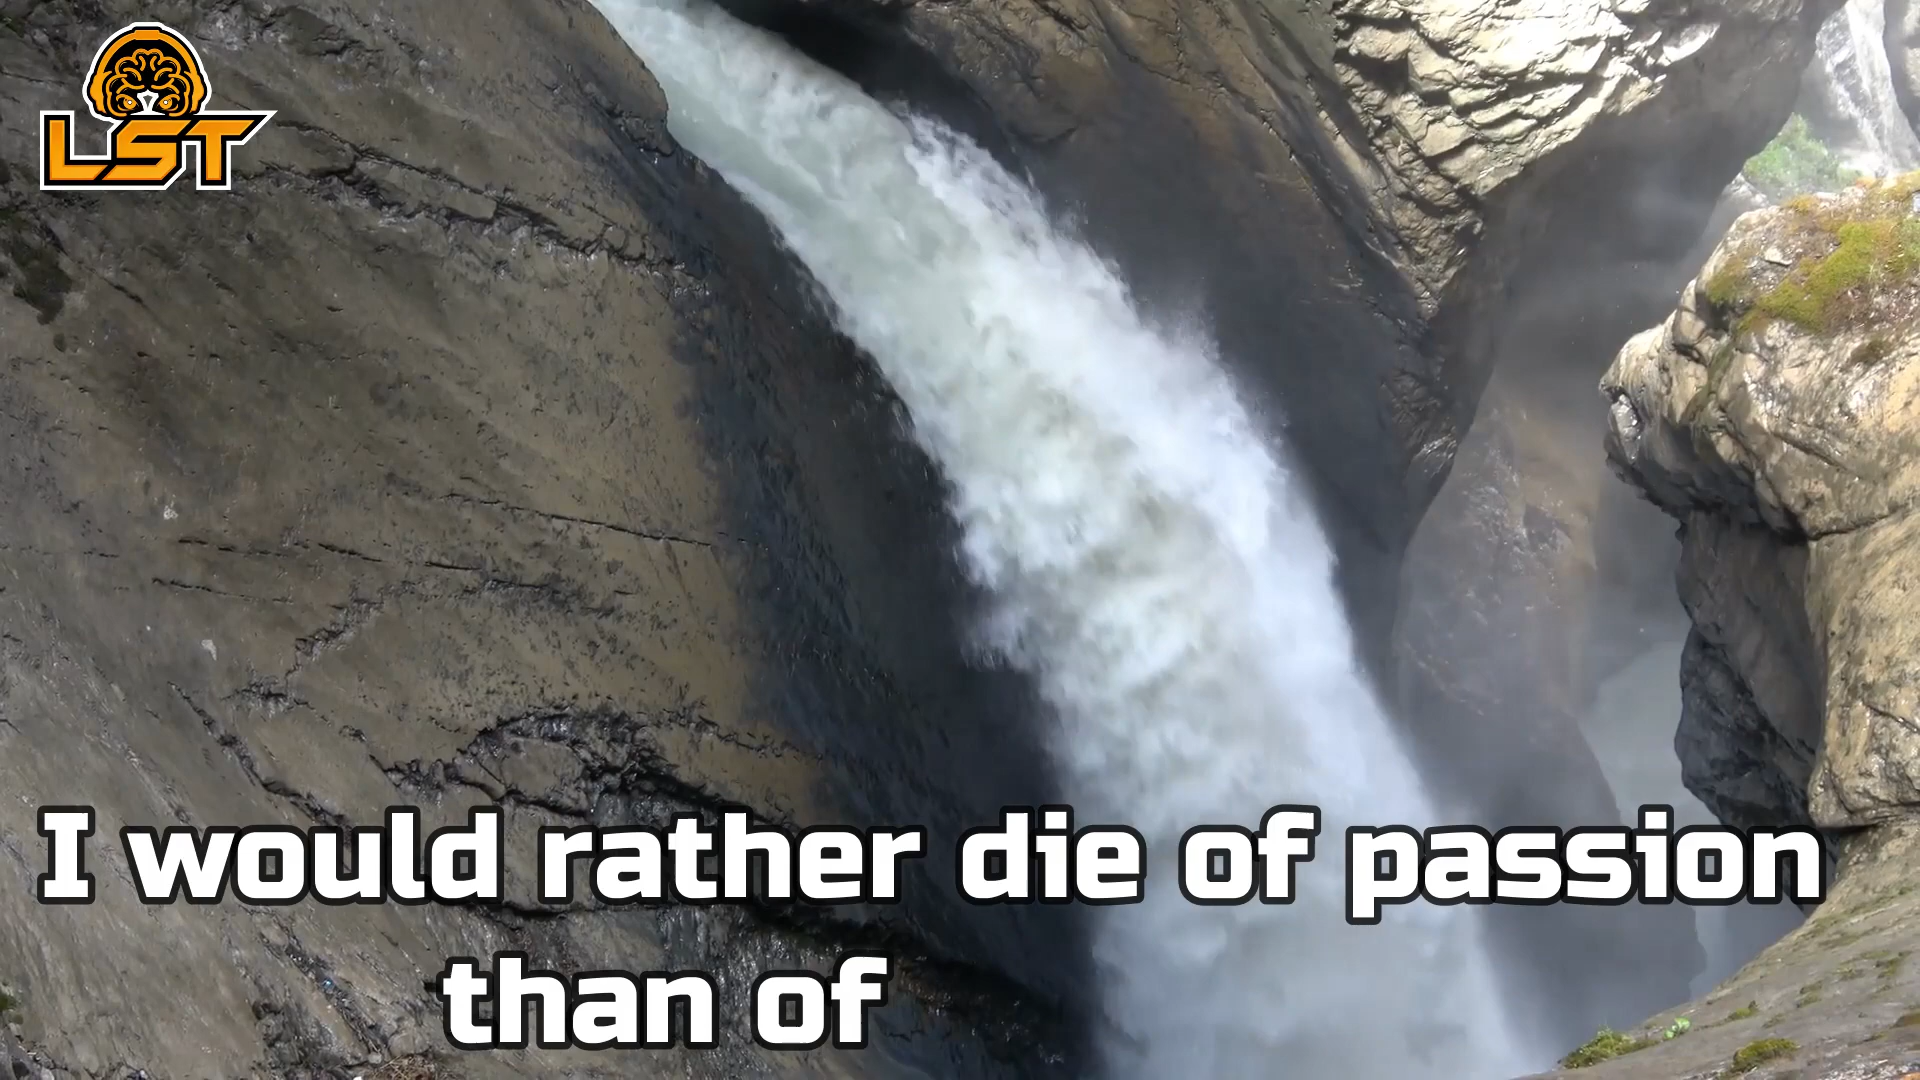 LST
I would rather die of passion
than of